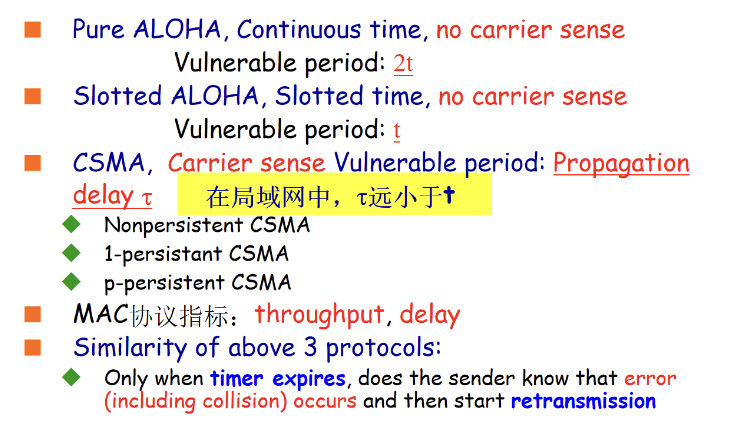 Pure ALOHA, Continuous time, no carrier sense
Vulnerable period: 2t
Slotted ALOHA, Slotted time, no carrier sense
Vulnerable period: t
CSMA, Carrier sense Vulnerable period: Propagation
delay τ 在局域网中，τ远小于t
Nonpersistent CSMA
1-persistant CSMA
p-persistent CSMA
MAC协议指标：throughput, delay
Similarity of above 3 protocols:
Only when timer expires, does the sender know that error
(including collision) occurs and then start retransmission